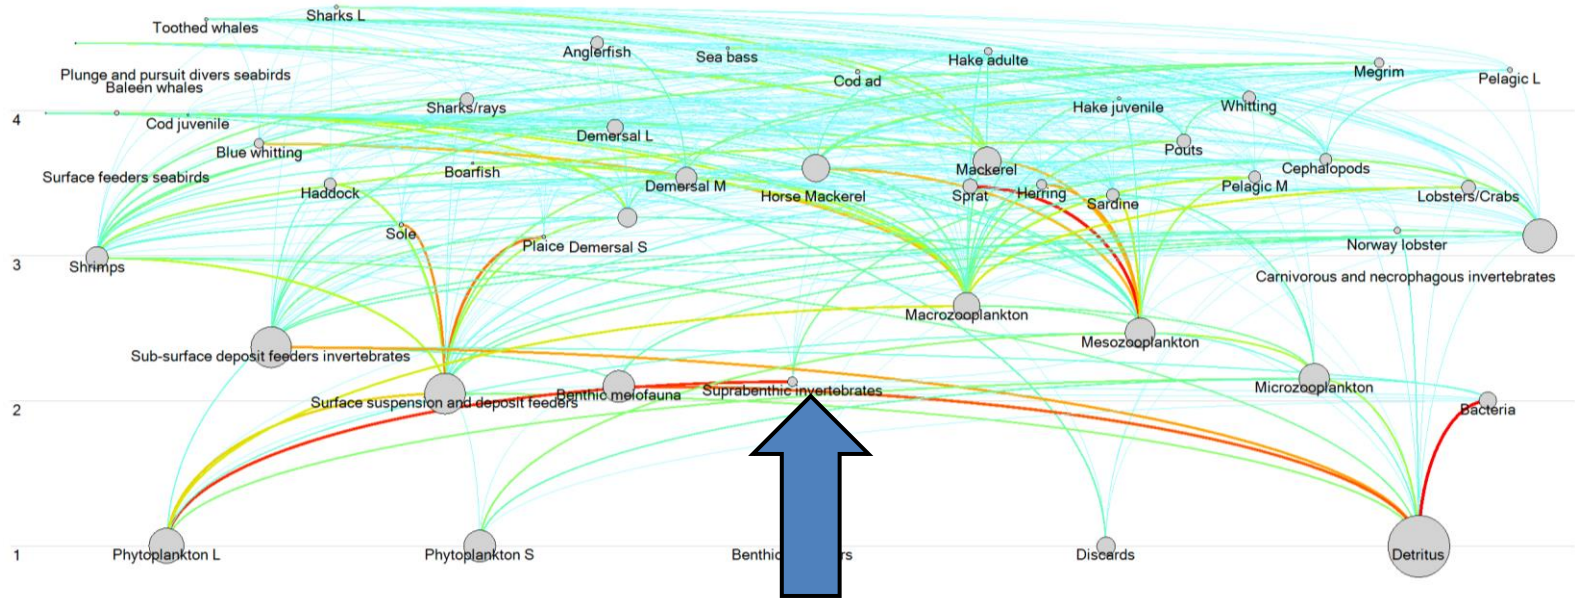 Sharks L
Toothed whales
Anglerfish
Sea bass
Hake adulte
Cod ad
Megrim
Pelagic L
Plunge and pursuit divers seabirds
Baleen whales
Sharks/rays
Hake juvenile
Whitting
4
Cod juvenile
Demersal L
Blue whitting
Pouts
Surface feeders seabirds
Boarfish
Mackerel
Cephalopods
Haddock
Demersal M
Horse Mackerel
Sprat
Herring
Sardine
Pelagic M
Lobsters/Crabs
Sole
Plaice
Demersal S
Norway lobster
3
Shrimps
Carnivorous and necrophagous invertebrates
Macrozooplankton
Mesozooplankton
Sub-surface deposit feeders invertebrates
Surface suspension and deposit feeders
Benthic meiofauna
Suprabenthic invertebrates
Microzooplankton
2
Bacteria
1
Phytoplankton L
Phytoplankton S
Discards
Detritus